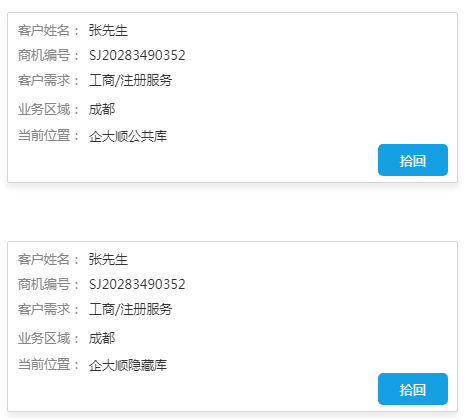 客户姓名： 张先生
商机编号： SJ20283490352
客户需求： 工商/注册服务
业务区域： 成都
当前位置： 企大顺公共库
拾回
客户姓名： 张先生
商机编号： SJ20283490352
客户需求： 工商/注册服务
业务区域： 成都
当前位置： 企大顺隐藏库
拾回